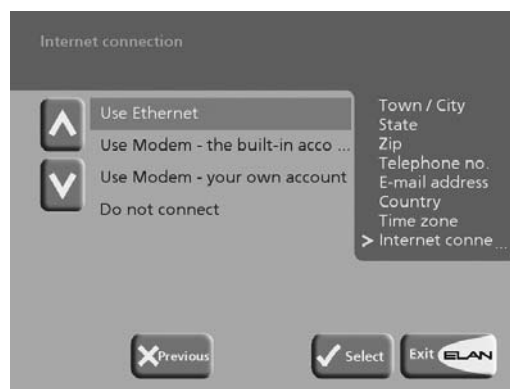 Internet connection
Use Ethernet
Use Modem - the built-in acco ...
Use Modem - your own account
Do not connect
Town / City
State
Zip
Telephone no.
E-mail address
Country
Time zone
> Internet conne ...
Previous
Select
Exit ELAN